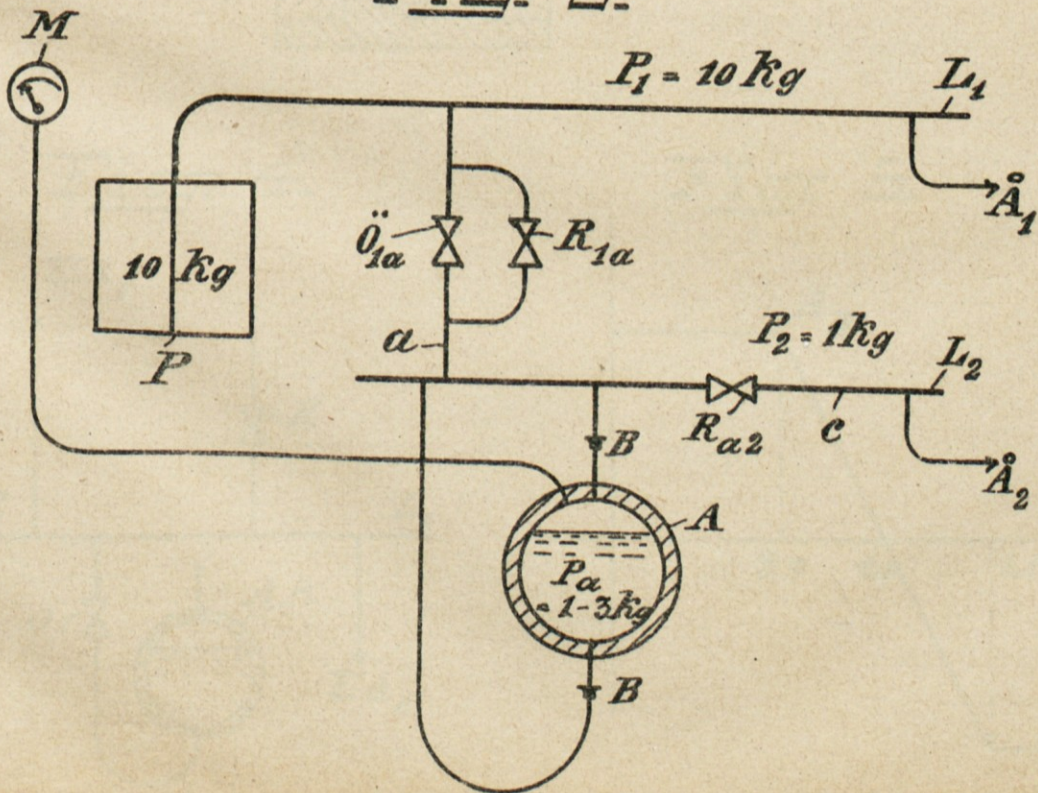 M
P₁ = 10 kg
L₁
Å₁
Ö₁ₐ
R₁ₐ
10 kg
P
a
P₂ = 1 kg
L₂
Rₐ₂
c
B
Å₂
A
Pₐ
= 1-3 kg
B